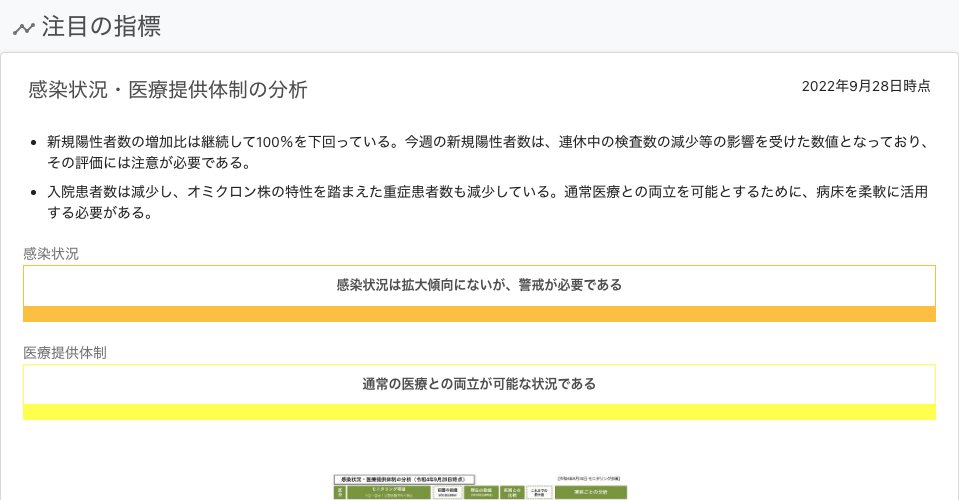 注目の指標
感染状況・医療提供体制の分析
2022年9月28日時点
新規陽性者数の増加比は継続して100％を下回っている。今週の新規陽性者数は、連休中の検査数の減少等の影響を受けた数値となっており、
その評価には注意が必要である。
入院患者数は減少し、オミクロン株の特性を踏まえた重症患者数も減少している。通常医療との両立を可能とするために、病床を柔軟に活用
する必要がある。
感染状況
感染状況は拡大傾向にないが、警戒が必要である
医療提供体制
通常の医療との両立が可能な状況である
感染状況・医療提供体制の分析（令和4年9月28日時点）